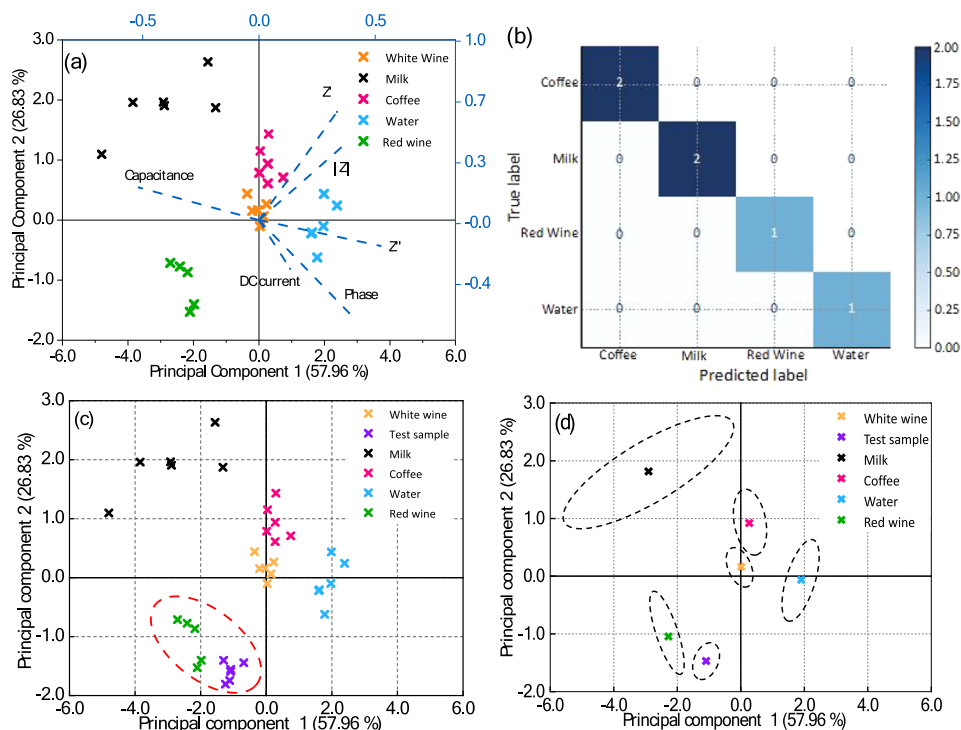 -0.5 0.0 0.5
(a)
3.0
2.0
1.0
0.0
-1.0
-2.0
1.0
0.7
0.3
-0.0
-0.4
-6.0 -4.0 -2.0 0.0 2.0 4.0 6.0
Principal Component 2 (26.83 %)
Principal Component 1 (57.96 %)
White Wine
Milk
Coffee
Water
Red wine
Z'
|Z|
Capacitance
Z''
DC current
Phase
(b)
True label
Coffee
Milk
Red Wine
Water
2 0 0 0
0 2 0 0
0 0 1 0
0 0 0 1
Coffee Milk Red Wine Water
Predicted label
2.00
1.75
1.50
1.25
1.00
0.75
0.50
0.25
0.00
(c)
3.0
2.0
1.0
0.0
-1.0
-2.0
-6.0 -4.0 -2.0 0.0 2.0 4.0 6.0
Principal component 2 (26.83 %)
Principal component 1 (57.96 %)
White wine
Test sample
Milk
Coffee
Water
Red wine
(d)
3.0
2.0
1.0
0.0
-1.0
-2.0
-6.0 -4.0 -2.0 0.0 2.0 4.0 6.0
Principal component 2 (26.83 %)
Principal component 1 (57.96 %)
White wine
Test sample
Milk
Coffee
Water
Red wine